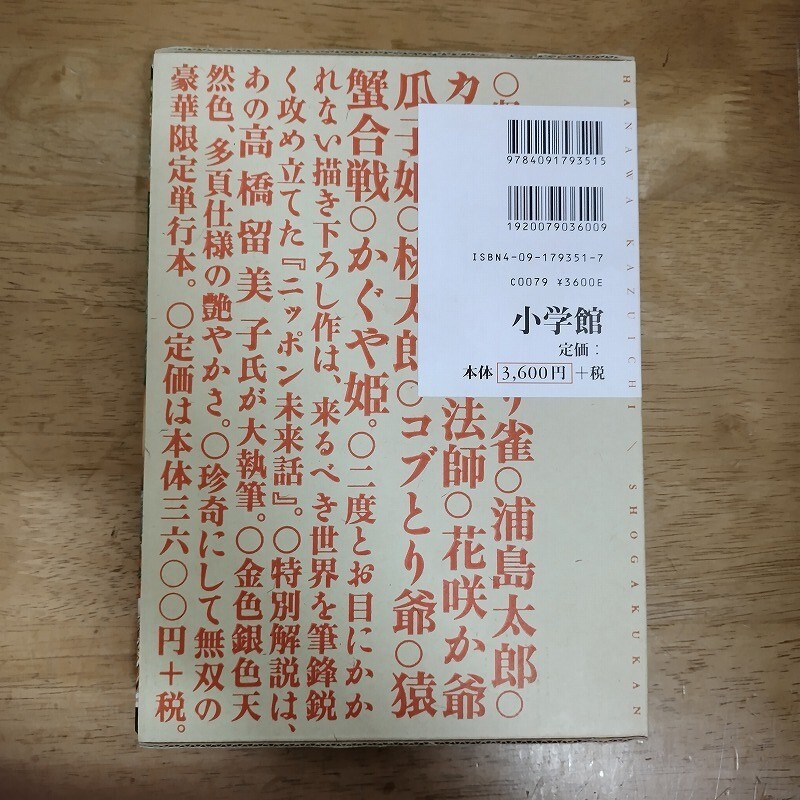 HANAWA KAZUICHI / SHOGAKUKAN
9784091793515
1920079036009
ISBN4-09-179351-7
C0079 ¥3600E
小学館
定価:
本体 3,600円 +税
り雀○浦島太郎○
カ 法師○花咲か爺
瓜子姫○桃太郎○コブとり爺○猿
蟹合戦○かぐや姫。○二度とお目にかか
れない描き下ろし作は、来るべき世界を筆鋒鋭
く攻め立てた『ニッポン未来話』。○特別解説は、
あの高橋留美子氏が大執筆。○金色銀色天
然色、多頁仕様の艶やかさ。○珍奇にして無双の
豪華限定単行本。○定価は本体三六〇〇円+税。